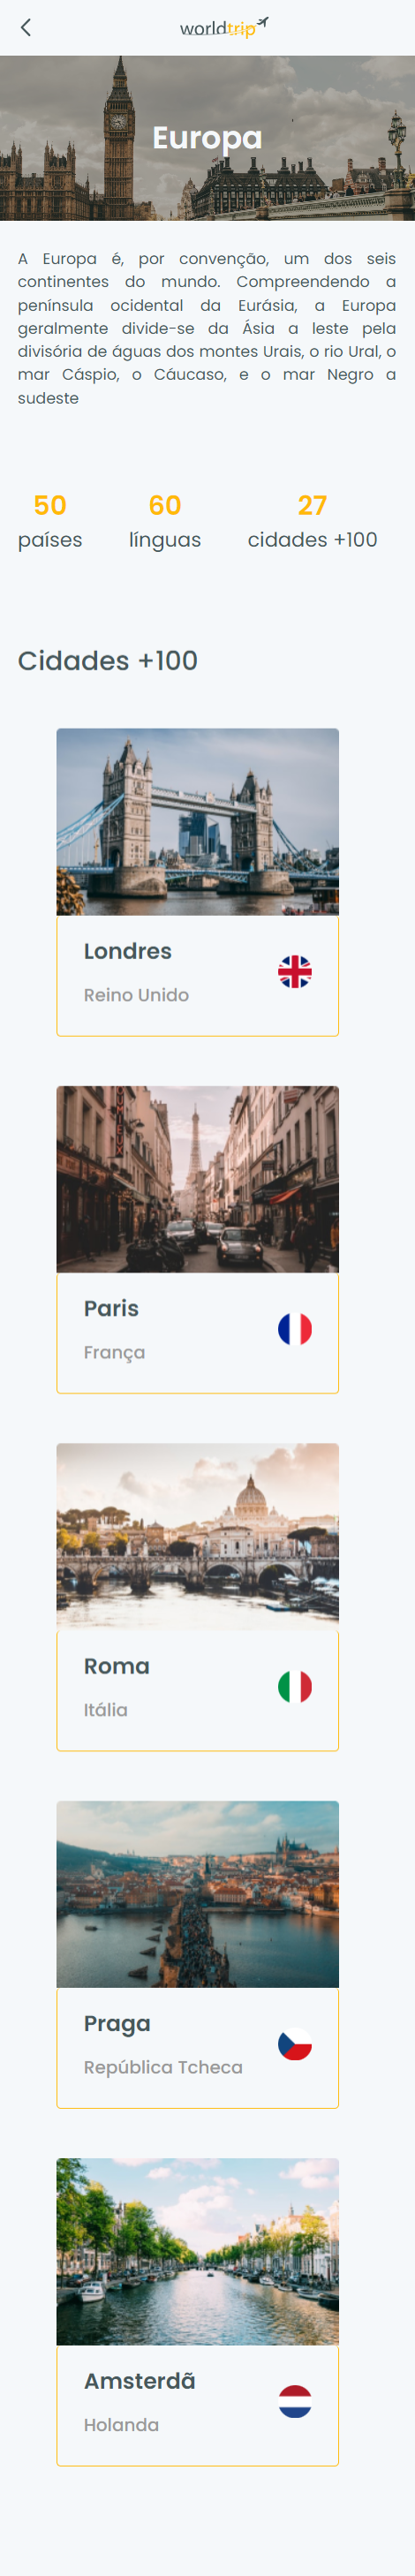 worldtrip
Europa
A Europa é, por convenção, um dos seis
continentes do mundo. Compreendendo a
península ocidental da Eurásia, a Europa
geralmente divide-se da Ásia a leste pela
divisória de águas dos montes Urais, o rio Ural, o
mar Cáspio, o Cáucaso, e o mar Negro a
sudeste
50 60 27
países línguas cidades +100
Cidades +100
Londres
Reino Unido
Paris
França
Roma
Itália
Praga
República Tcheca
Amsterdã
Holanda